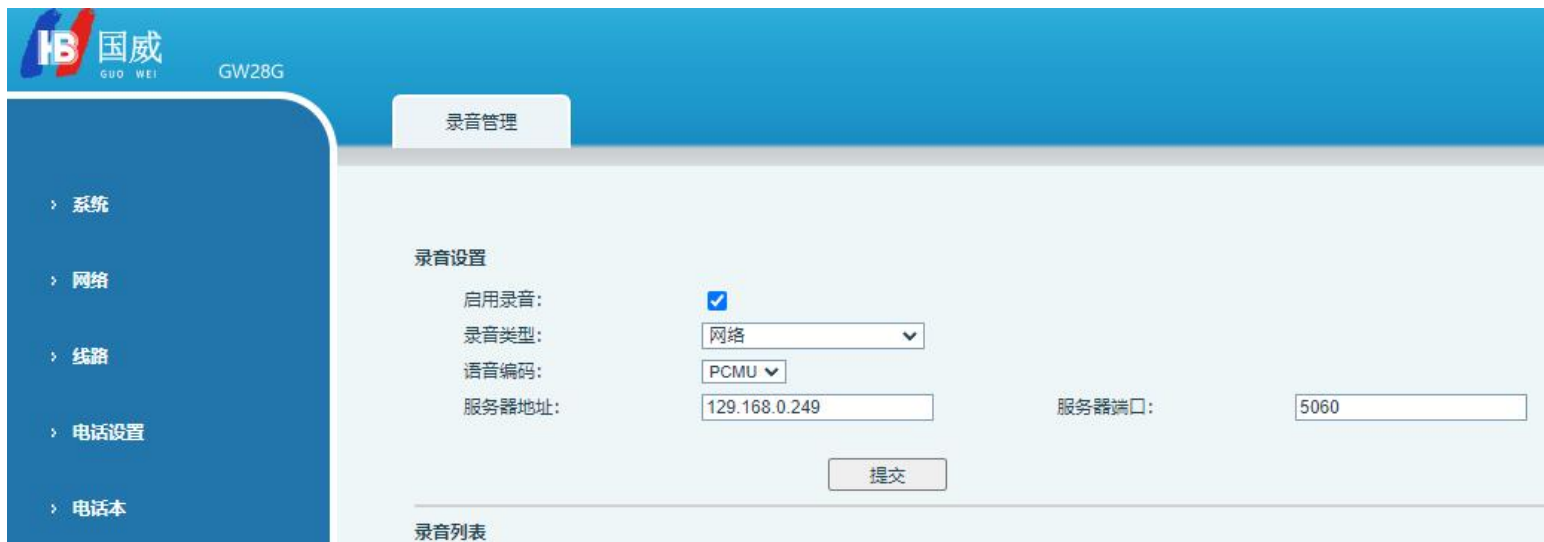 HB 国威
GUO WEI
GW28G
录音管理
系统
录音设置
网络
启用录音:
录音类型: 网络
线路
语音编码: PCMU
服务器地址: 129.168.0.249 服务器端口: 5060
电话设置
提交
电话本
录音列表